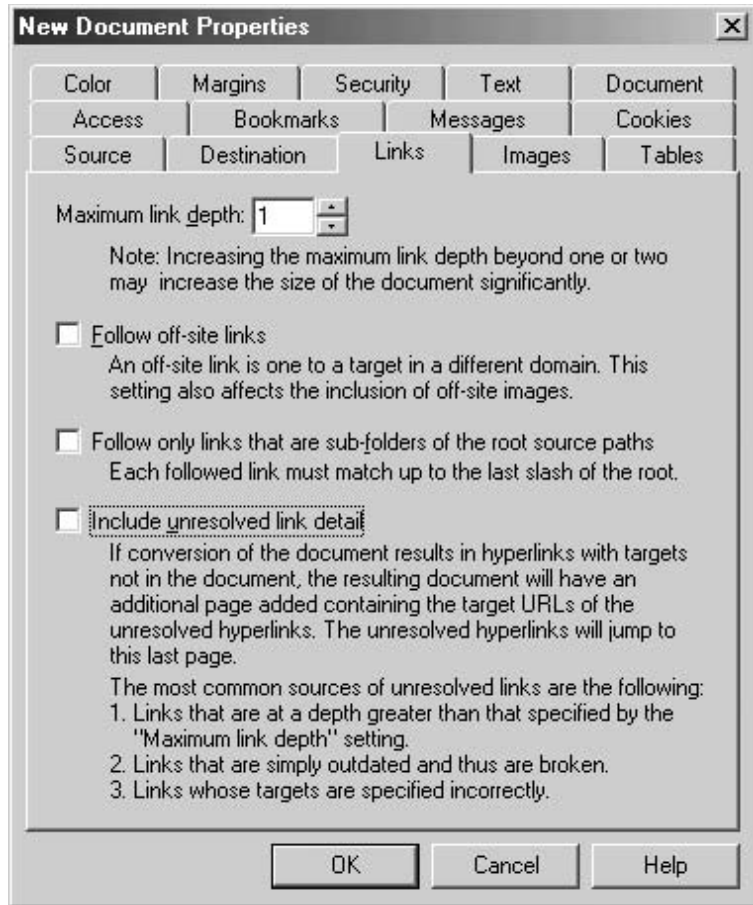 New Document Properties
Color Margins Security Text Document
Access Bookmarks Messages Cookies
Source Destination Links Images Tables
Maximum link depth: 1
Note: Increasing the maximum link depth beyond one or two
may increase the size of the document significantly.
Follow off-site links
An off-site link is one to a target in a different domain. This
setting also affects the inclusion of off-site images.
Follow only links that are sub-folders of the root source paths
Each followed link must match up to the last slash of the root.
Include unresolved link detail
If conversion of the document results in hyperlinks with targets
not in the document, the resulting document will have an
additional page added containing the target URLs of the
unresolved hyperlinks. The unresolved hyperlinks will jump to
this last page.
The most common sources of unresolved links are the following:
1. Links that are at a depth greater than that specified by the
"Maximum link depth" setting.
2. Links that are simply outdated and thus are broken.
3. Links whose targets are specified incorrectly.
OK Cancel Help